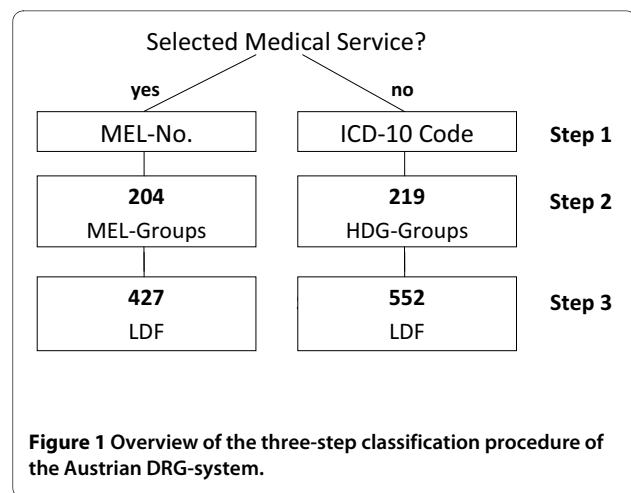 Selected Medical Service?
yes no
MEL-No. ICD-10 Code Step 1
204 219 Step 2
MEL-Groups HDG-Groups
427 552 Step 3
LDF LDF
Figure 1 Overview of the three-step classification procedure of
the Austrian DRG-system.